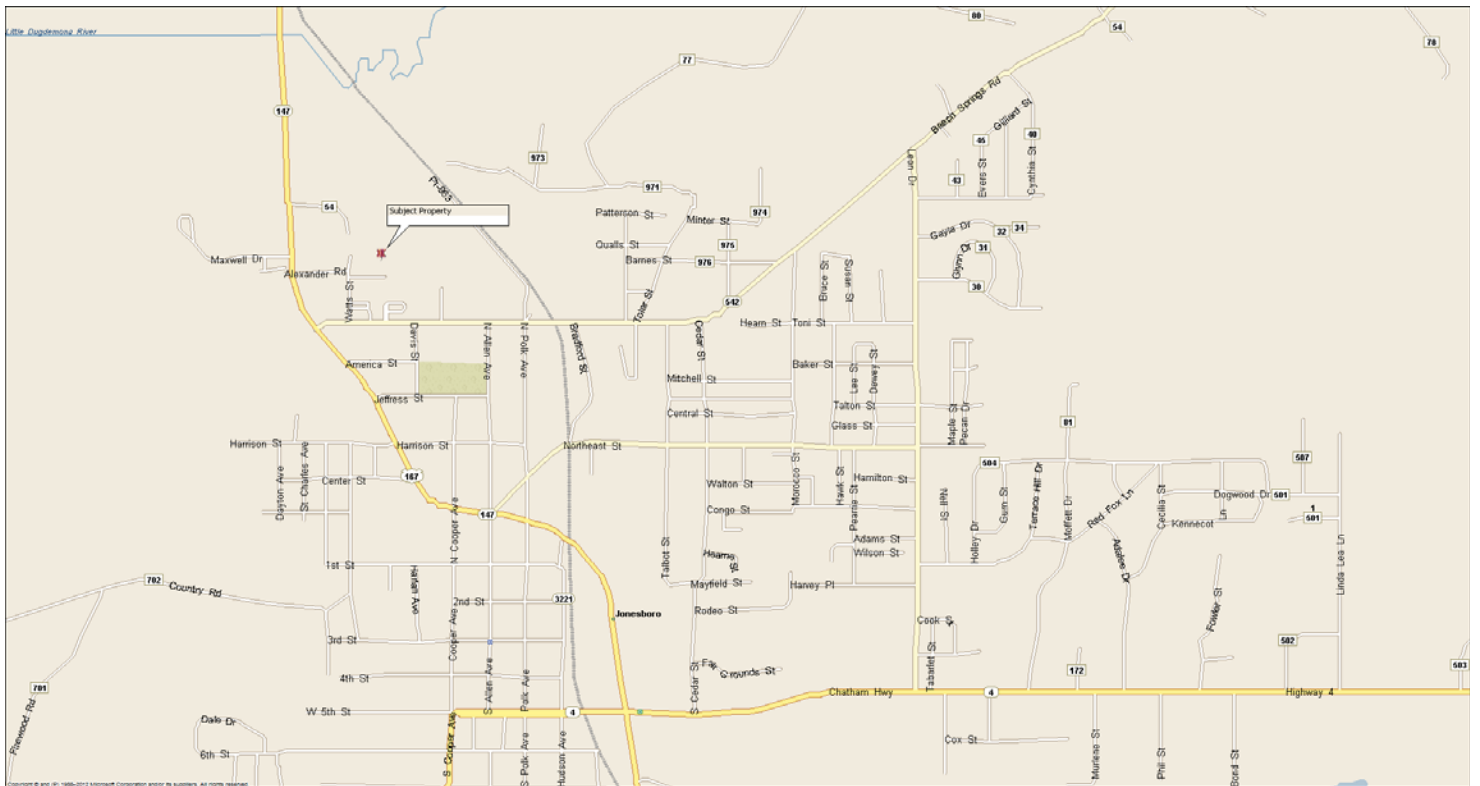 80
54
78
Little Dugdemona River
77
147
Beech Springs Rd
Gilliard St
46
40
973
Pr-963
Leon Dr
43
Evers St
Cynthia St
971
54
Subject Property
Patterson St
Minter St
974
Gayle Dr
32
34
Qualls St
975
31
Glynn Dr
Maxwell Dr
Barnes St
976
Alexander Rd
Bruce St
Susan St
30
Watts St
Toler St
542
Davis St
N Allen Ave
N Polk Ave
Bradford St
Cedar St
Hearn St
Toni St
America St
Baker St
Lee St
Dewey St
Mitchell St
Jeffress St
Central St
Talton St
Maple St
Pecan Dr
Glass St
81
Harrison St
Harrison St
Northeast St
587
Dayton Ave
St Charles Ave
Center St
167
Walton St
Morocco St
Hawk St
Hamilton St
504
Gum St
Terrace Hill Dr
Moffett Dr
Red Fox Ln
Cecilia St
Dogwood Dr
501
Kennecot Ln
1
501
Neil St
147
N Cooper Ave
Congo St
Pearre St
Adams St
Wilson St
Holley Dr
Adalee Dr
Linda Lea Ln
Talbot St
Hearne St
1st St
Harlan Ave
702
Country Rd
Mayfield St
Harvey Pl
2nd St
3221
Jonesboro
Rodeo St
Cook St
Fowler St
3rd St
Cooper Ave
502
Tabarlet St
503
4th St
S Allen Ave
Polk Ave
S Cedar St
Fair Grounds St
172
701
Pinewood Rd
Chatham Hwy
4
Highway 4
W 5th St
4
Dale Dr
6th St
S Cooper Ave
S Polk Ave
Hudson Ave
Cox St
Murlene St
Phil St
Bond St